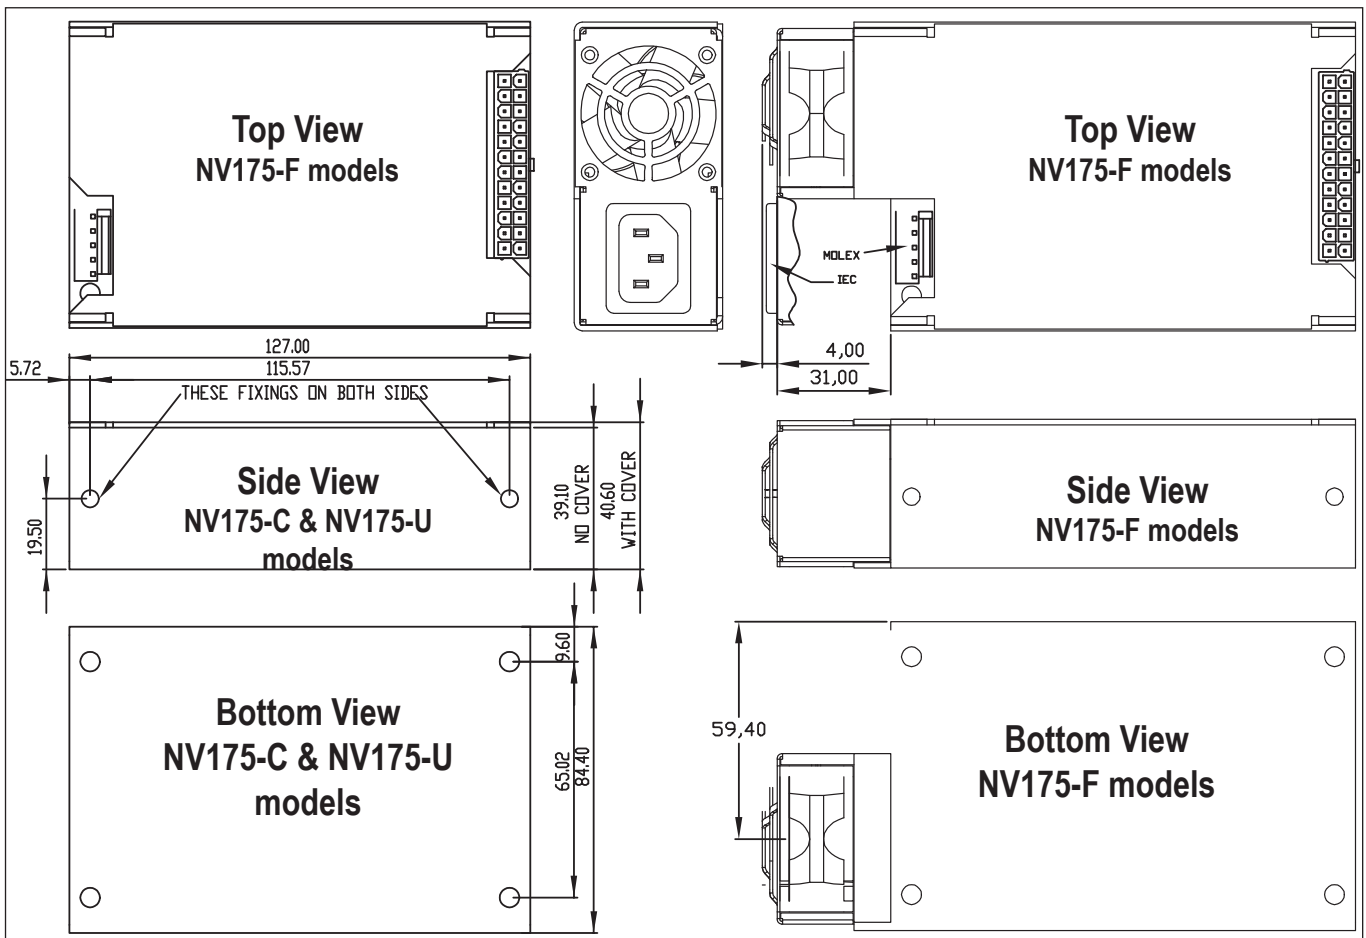 Top View
NV175-F models
Top View
NV175-F models
MOLEX
IEC
127.00
5.72
115.57
THESE FIXINGS ON BOTH SIDES
4,00
31,00
Side View
NV175-C & NV175-U
models
19.50
39.10
NO COVER
40.60
WITH COVER
Side View
NV175-F models
Bottom View
NV175-C & NV175-U
models
9.60
65.02
84.40
59,40
Bottom View
NV175-F models